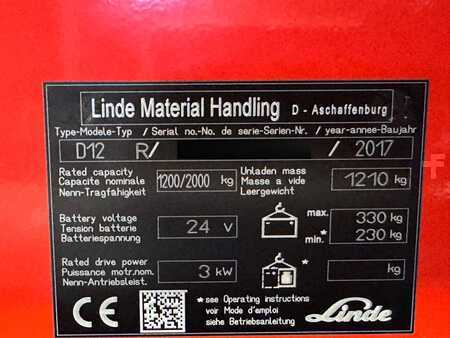 Linde Material Handling D - Aschaffenburg
Type-Modele-Typ / Serial no.-No. de serie-Serien-Nr. / year-annee-Baujahr
D12 R/ / 2017
Rated capacity
Capacite nominale
Nenn-Tragfähigkeit
1200/2000 kg
Unladen mass
Masse a vide
Leergewicht
1210 kg
Battery voltage
Tension batterie
Batteriespannung
24 V
max. 330 kg
min.* 230 kg
Rated drive power
Puissance motr.nom.
Nenn-Antriebsleist.
3 kW
* kg
CE
*see Operating instructions
voir Mode d'emploi
siehe Betriebsanleitung
Linde